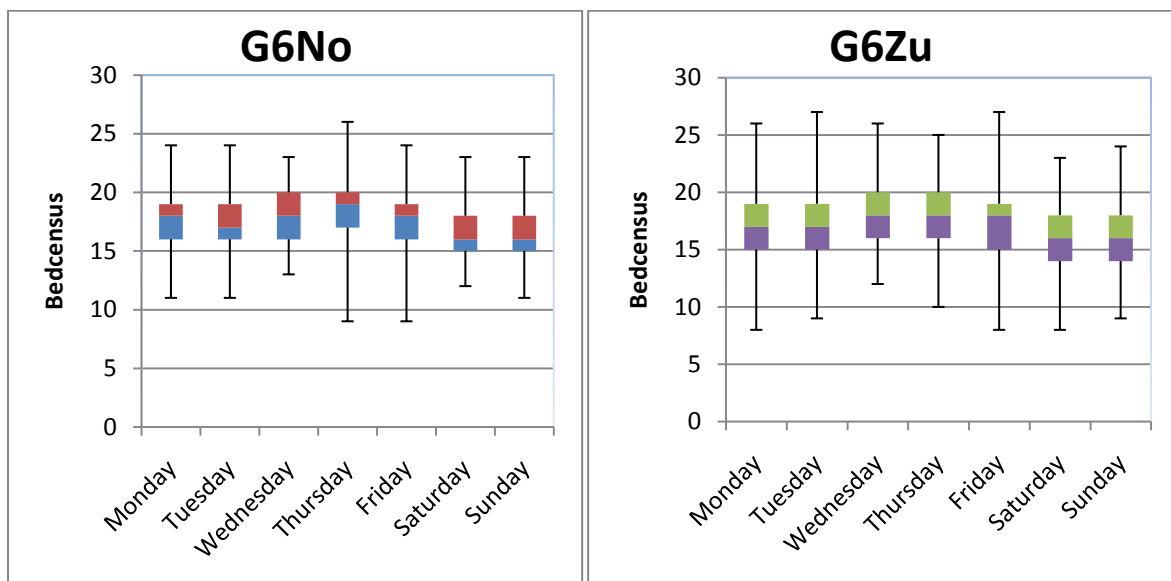 G6No
30
25
20
15
10
5
0
Bedcensus
Monday
Tuesday
Wednesday
Thursday
Friday
Saturday
Sunday
G6Zu
30
25
20
15
10
5
0
Bedcensus
Monday
Tuesday
Wednesday
Thursday
Friday
Saturday
Sunday